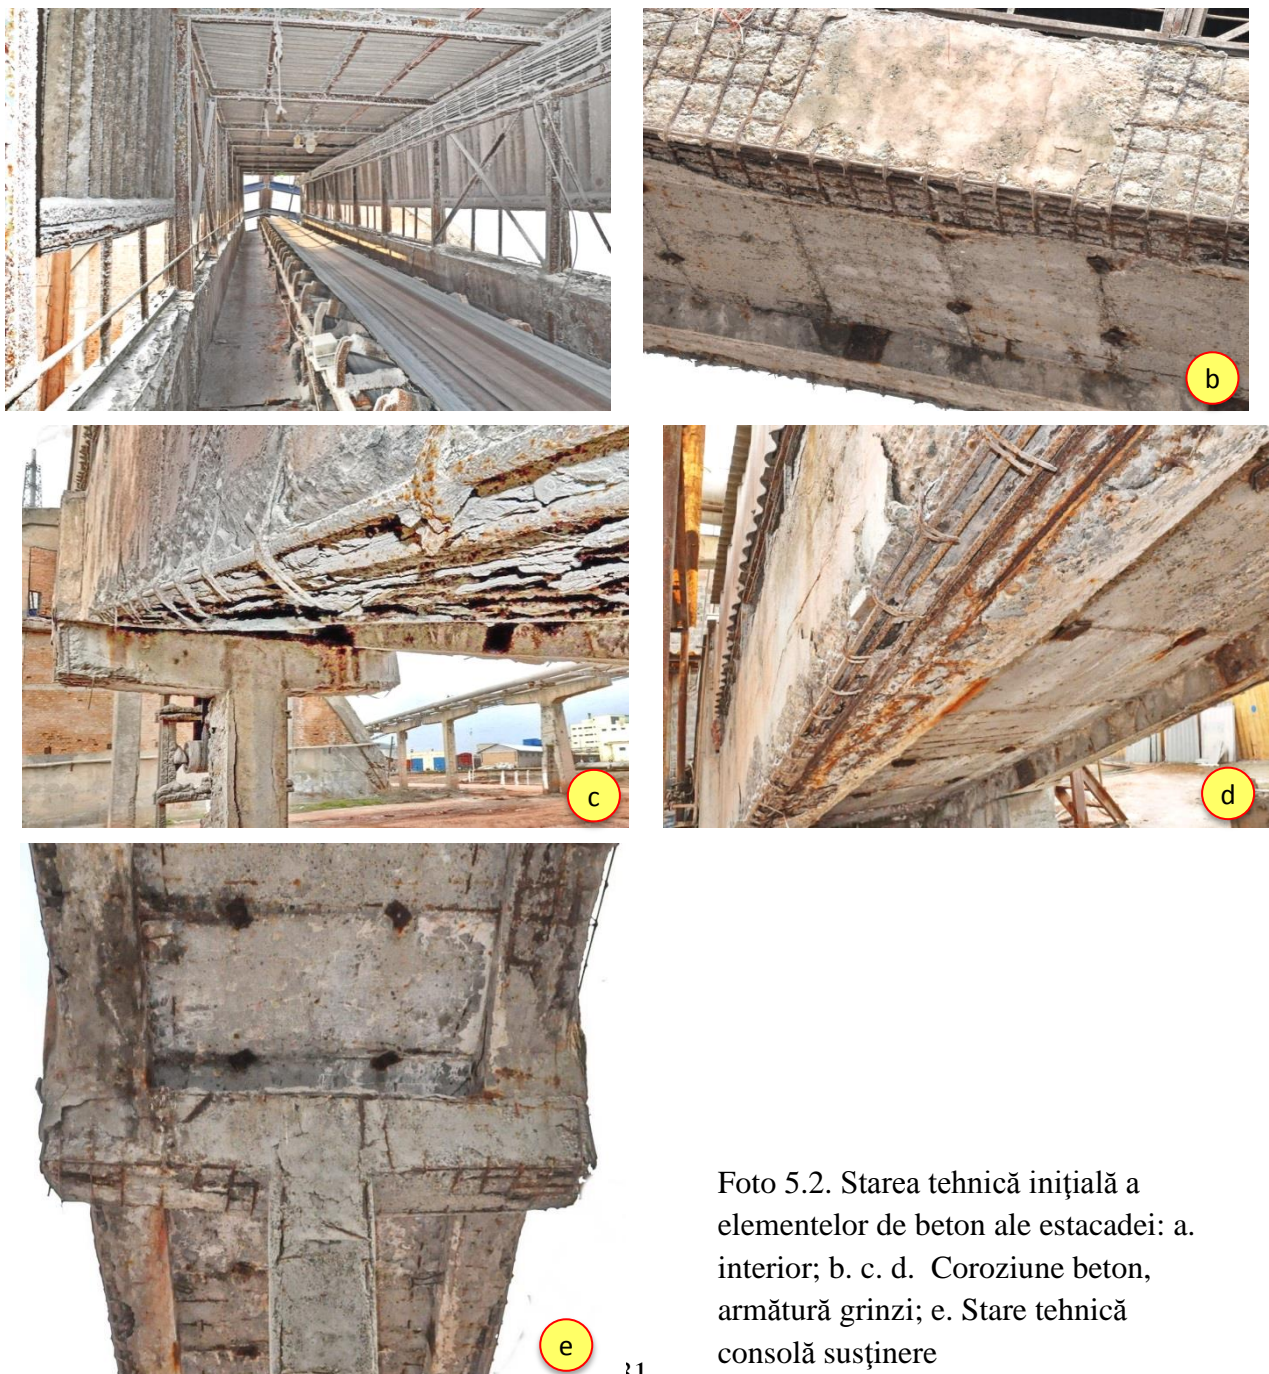 b
c
d
e
Foto 5.2. Starea tehnică iniţială a
elementelor de beton ale estacadei: a.
interior; b. c. d. Coroziune beton,
armătură grinzi; e. Stare tehnică
consolă susţinere